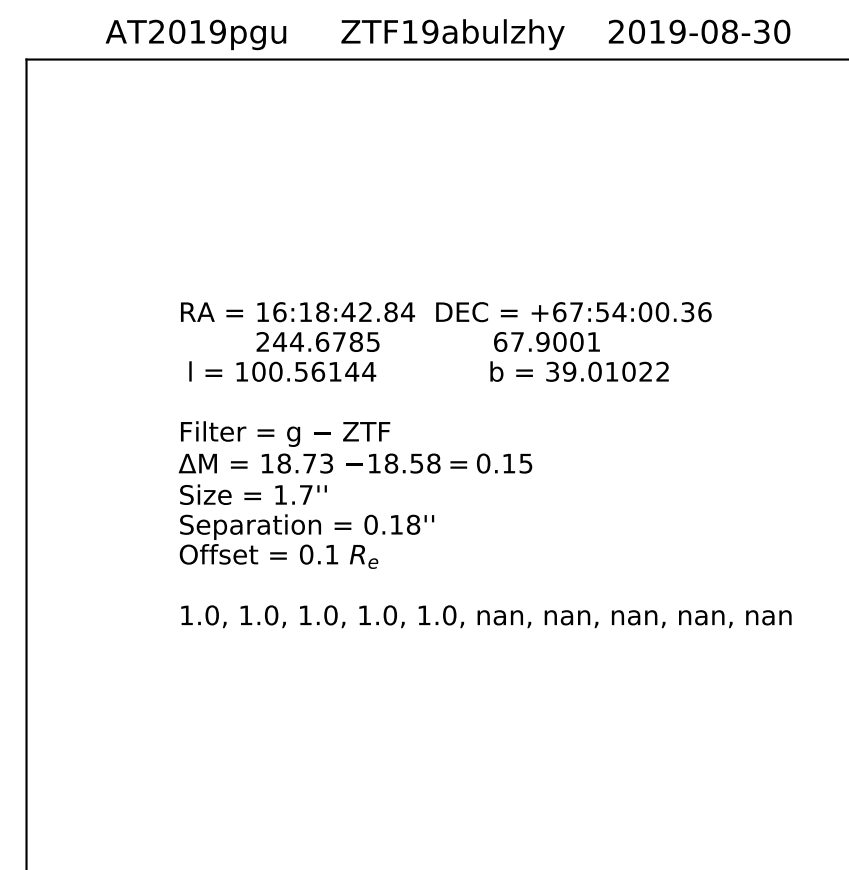 AT2019pgu ZTF19abulzhy 2019-08-30
RA = 16:18:42.84 DEC = +67:54:00.36
244.6785 67.9001
l = 100.56144 b = 39.01022
Filter = g − ZTF
ΔM = 18.73 −18.58 = 0.15
Size = 1.7''
Separation = 0.18''
Offset = 0.1 Re
1.0, 1.0, 1.0, 1.0, 1.0, nan, nan, nan, nan, nan